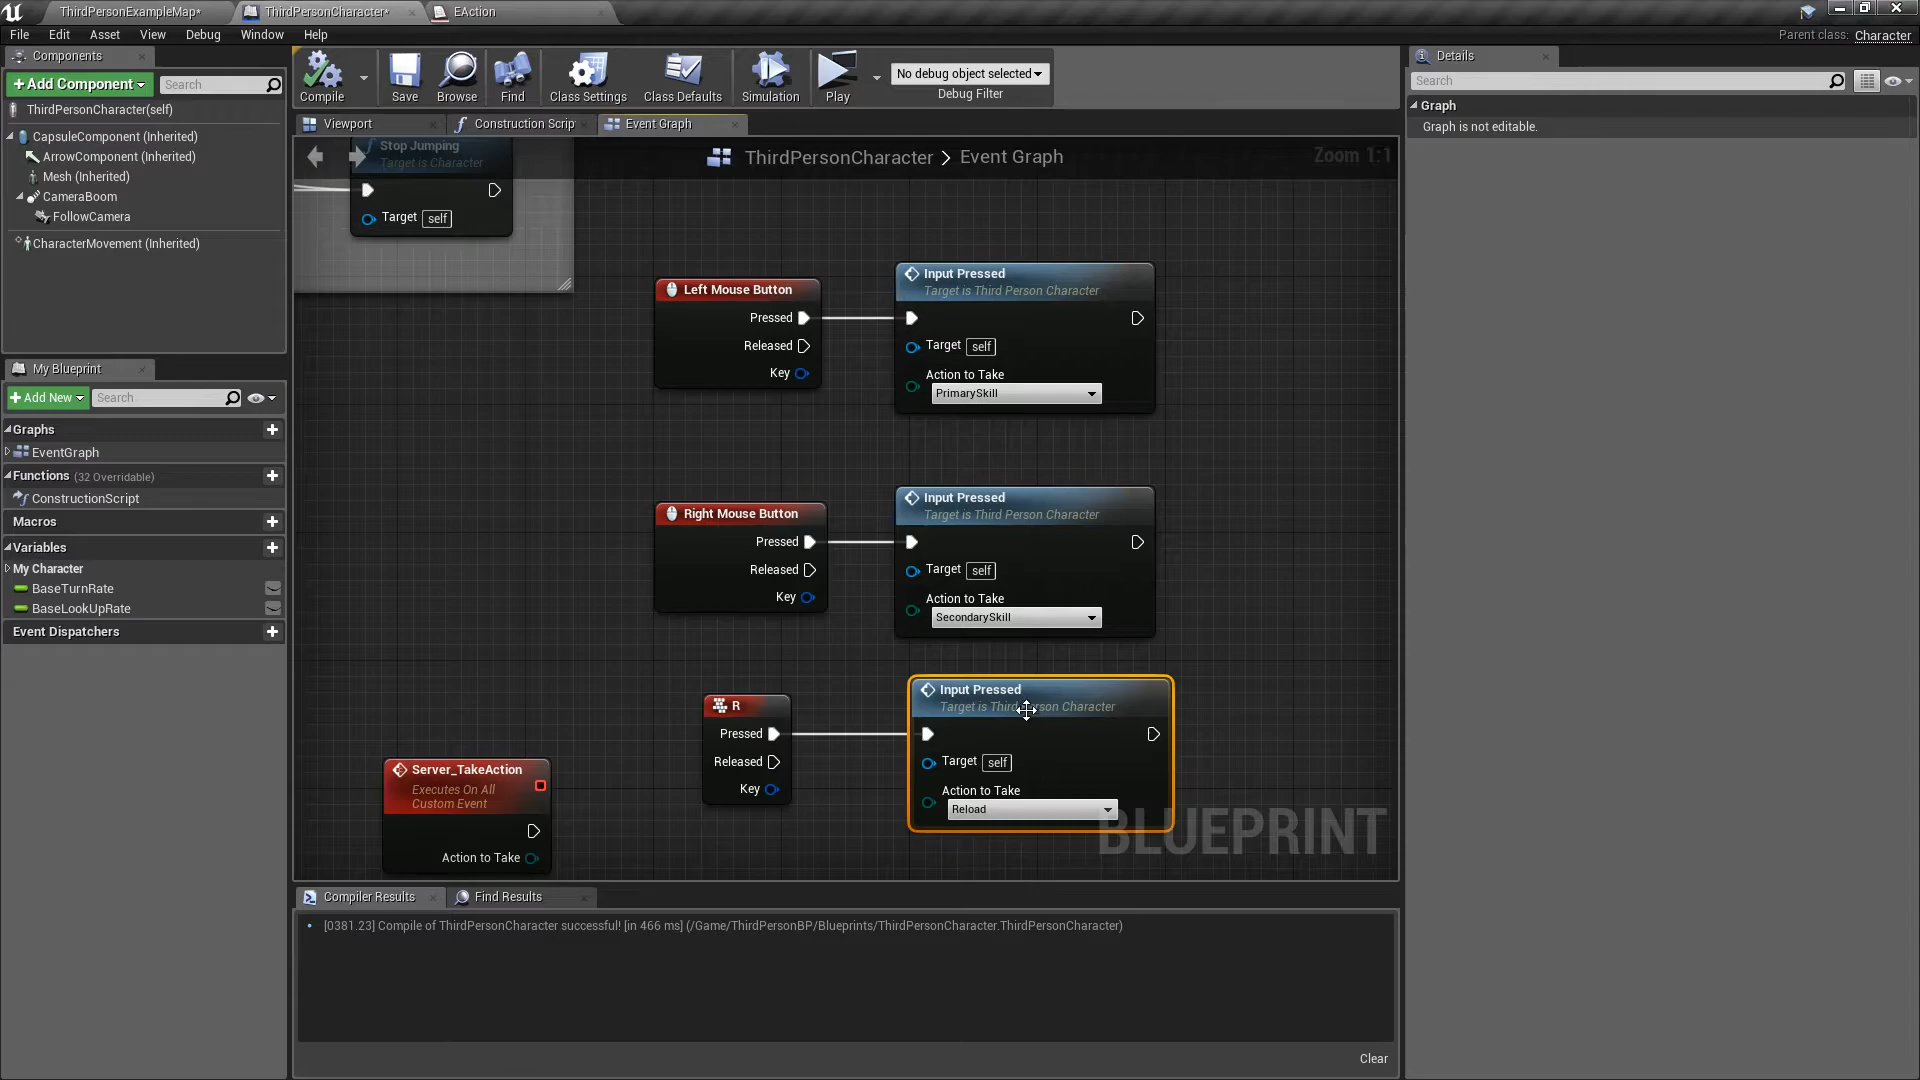 ThirdPersonExampleMap*
ThirdPersonCharacter*
EAction
File Edit Asset View Debug Window Help
Parent class: Character
Components
+Add Component
Search
ThirdPersonCharacter(self)
CapsuleComponent (Inherited)
ArrowComponent (Inherited)
Mesh (Inherited)
CameraBoom
FollowCamera
CharacterMovement (Inherited)
My Blueprint
+Add New
Search
Graphs
EventGraph
Functions (32 Overridable)
ConstructionScript
Macros
Variables
My Character
BaseTurnRate
BaseLookUpRate
Event Dispatchers
Compile
Save
Browse
Find
Class Settings
Class Defaults
Simulation
Play
No debug object selected
Debug Filter
Viewport
Construction Scrip
Event Graph
ThirdPersonCharacter > Event Graph
Zoom 1:1
Stop Jumping
Target is Character
Target self
Left Mouse Button
Pressed
Released
Key
Input Pressed
Target is Third Person Character
Target self
Action to Take
PrimarySkill
Right Mouse Button
Pressed
Released
Key
Input Pressed
Target is Third Person Character
Target self
Action to Take
SecondarySkill
R
Pressed
Released
Key
Input Pressed
Target is Third Person Character
Target self
Action to Take
Reload
Server_TakeAction
Executes On All
Custom Event
Action to Take
BLUEPRINT
Compiler Results
Find Results
[0381.23] Compile of ThirdPersonCharacter successful! [in 466 ms] (/Game/ThirdPersonBP/Blueprints/ThirdPersonCharacter.ThirdPersonCharacter)
Clear
Details
Search
Graph
Graph is not editable.